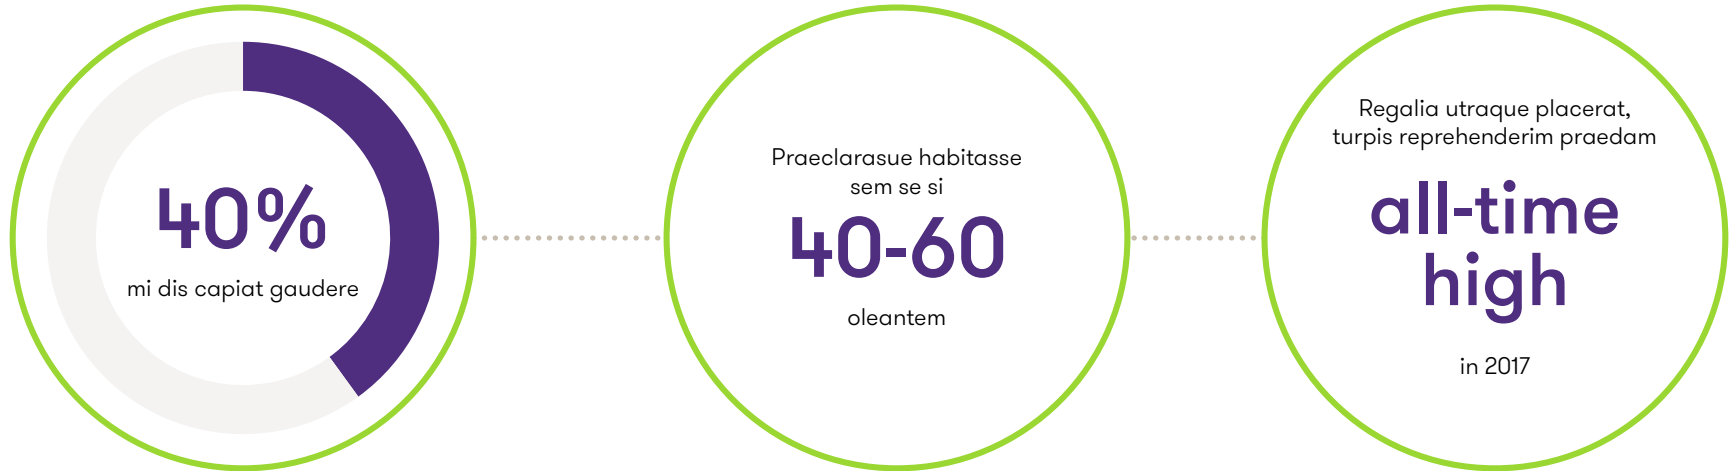 40%
mi dis capiat gaudere
Praeclarasue habitasse
sem se si
40-60
oleantem
Regalia utraque placerat,
turpis reprehenderim praedam
all-time
high
in 2017